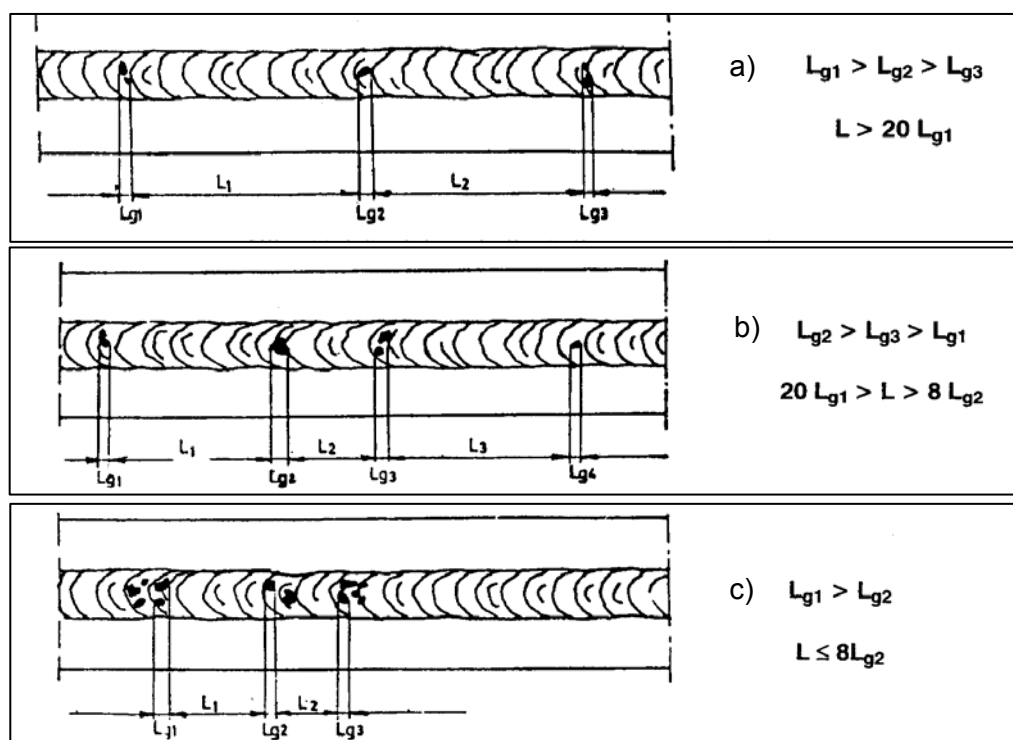 a) Lg1 > Lg2 > Lg3
L > 20 Lg1
L1 L2
Lg1 Lg2 Lg3
b) Lg2 > Lg3 > Lg1
20 Lg1 > L > 8 Lg2
L1 L2 L3
Lg1 Lg2 Lg3 Lg4
c) Lg1 > Lg2
L ≤ 8Lg2
L1 L2
Lg1 Lg2 Lg3